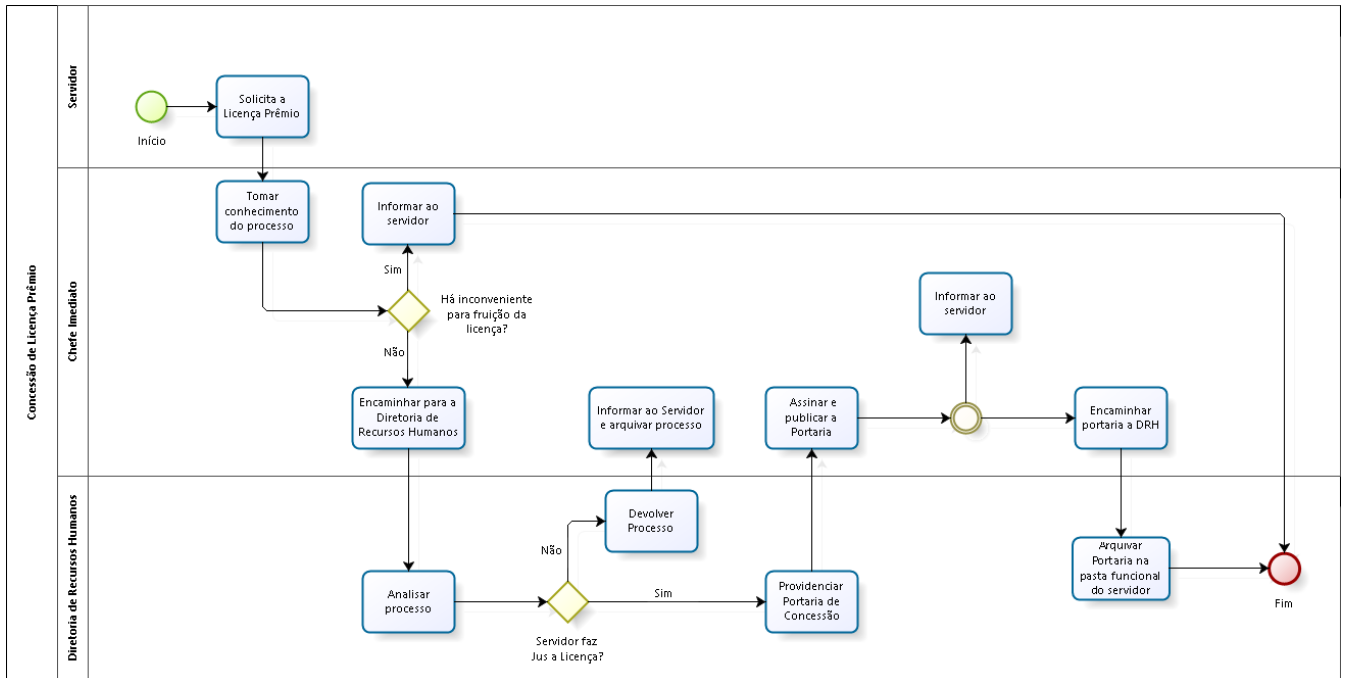 Concessão de Licença Prêmio
Servidor
Início
Solicita a
Licença Prêmio
Chefe Imediato
Tomar
conhecimento
do processo
Informar ao
servidor
Sim
Há inconveniente
para fruição da
licença?
Não
Encaminhar para a
Diretoria de
Recursos Humanos
Informar ao Servidor
e arquivar processo
Assinar e
publicar a
Portaria
Informar ao
servidor
Encaminhar
portaria a DRH
Diretoria de Recursos Humanos
Analisar
processo
Não
Devolver
Processo
Servidor faz
Jus a Licença?
Sim
Providenciar
Portaria de
Concessão
Arquivar
Portaria na
pasta funcional
do servidor
Fim